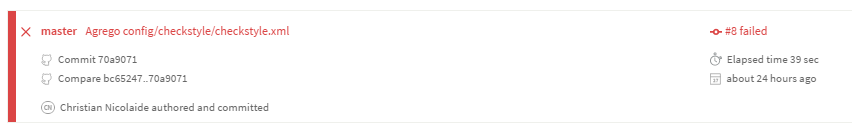 master Agrego config/checkstyle/checkstyle.xml
#8 failed
Commit 70a9071
Elapsed time 39 sec
Compare bc65247..70a9071
about 24 hours ago
CN Christian Nicolaide authored and committed